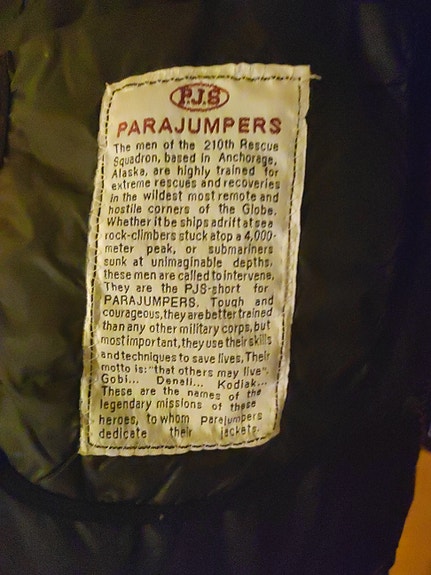 P.J.S
PARAJUMPERS
The men of the 210th Rescue
Squadron, based in Anchorage,
Alaska, are highly trained for
extreme rescues and recoveries
in the wildest most remote and
hostile corners of the Globe.
Whether it be ships adrift at sea
rock-climbers stuck atop a 4,000-
meter peak, or submariners
sunk at unimaginable depths,
these men are called to intervene.
They are the PJS-short for
PARAJUMPERS. Tough and
courageous, they are better trained
than any other military corps, but
most important, they use their skills
and techniques to save lives. Their
motto is: "that others may live".
Gobi... Denali... Kodiak...
These are the names of the
legendary missions of these
heroes, to whom parajumpers
dedicate their jackets.